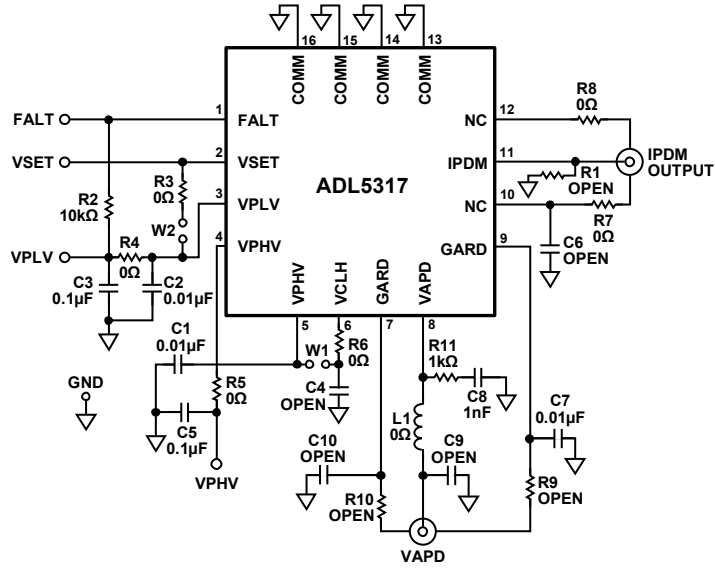 16 15 14 13
COMM COMM COMM COMM
FALT 1 FALT
VSET 2 VSET
R3
0Ω
3 VPLV
W2
R2
10kΩ
4 VPHV
VPLV
R4
0Ω
C3
0.1µF
C2
0.01µF
ADL5317
NC 12
R8
0Ω
IPDM 11
IPDM
OUTPUT
R1
OPEN
NC 10
R7
0Ω
C6
OPEN
GARD 9
VPHV VCLH GARD VAPD
5 6 7 8
C1
0.01µF
W1
R6
0Ω
R11
1kΩ
C4
OPEN
C8
1nF
GND
R5
0Ω
C5
0.1µF
VPHV
L1
0Ω
C7
0.01µF
C10
OPEN
C9
OPEN
R10
OPEN
R9
OPEN
VAPD